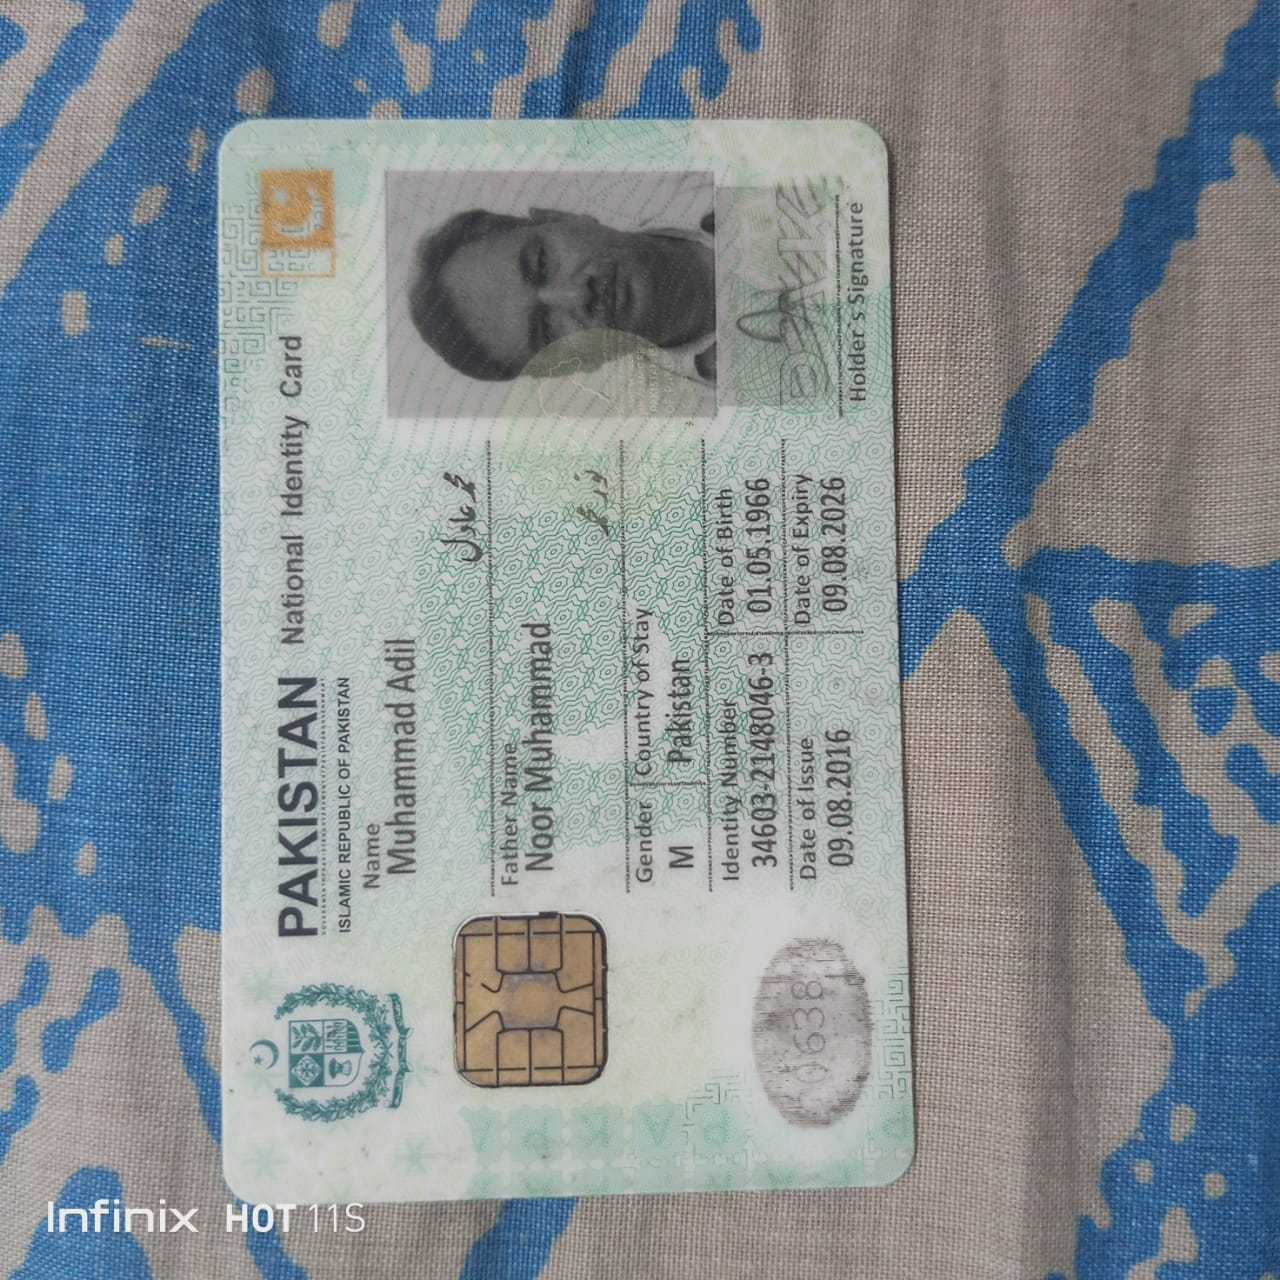 PAKISTAN National Identity Card
ISLAMIC REPUBLIC OF PAKISTAN
Name
Muhammad Adil
محمد عادل
Father Name
Noor Muhammad
نور محمد
Gender Country of Stay
M Pakistan
Identity Number Date of Birth
34603-2148046-3 01.05.1966
Date of Issue Date of Expiry
09.08.2016 09.08.2026
Holder's Signature
Infinix HOT 11S